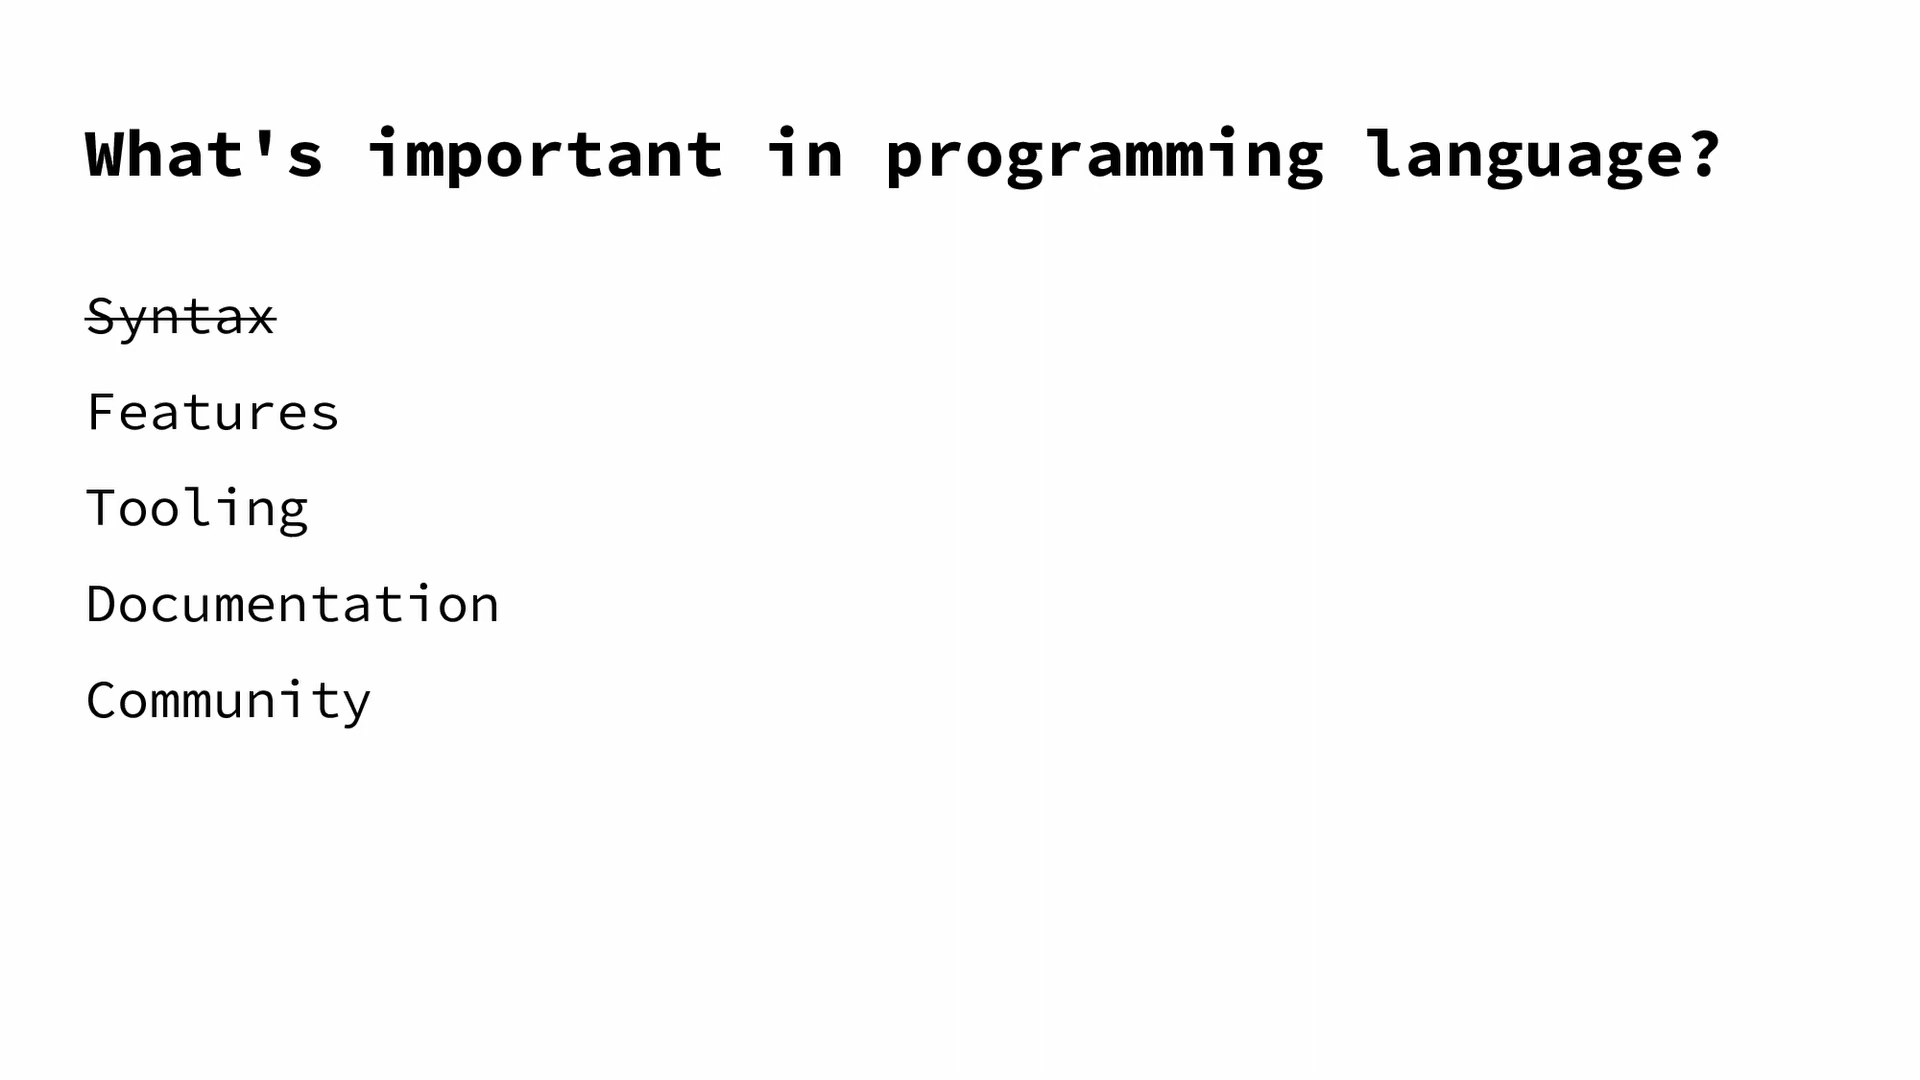 What's important in programming language?
Syntax
Features
Tooling
Documentation
Community